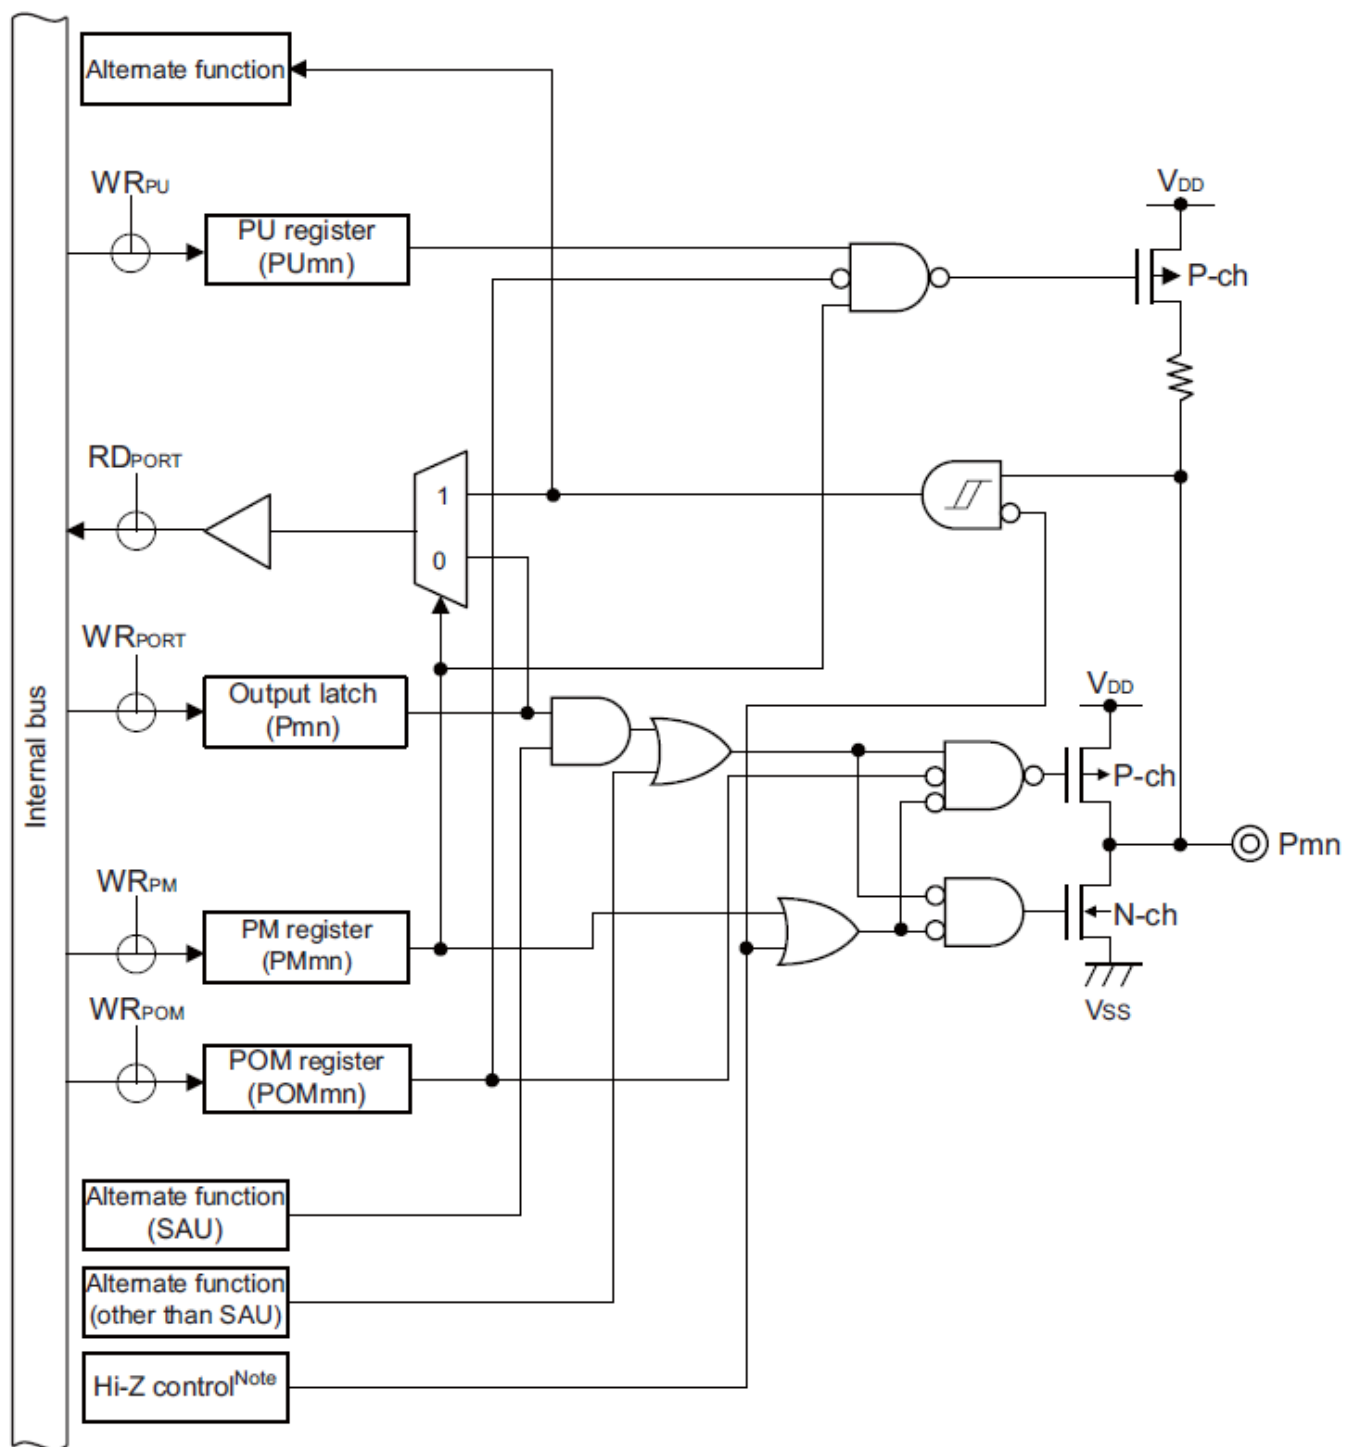 Alternate function
WRPU
PU register
(PUmn)
VDD
P-ch
RDPORT
1
0
WRPORT
Output latch
(Pmn)
Internal bus
VDD
P-ch
Pmn
WRPM
PM register
(PMmn)
N-ch
VSS
WRPOM
POM register
(POMmn)
Alternate function
(SAU)
Alternate function
(other than SAU)
Hi-Z controlNote